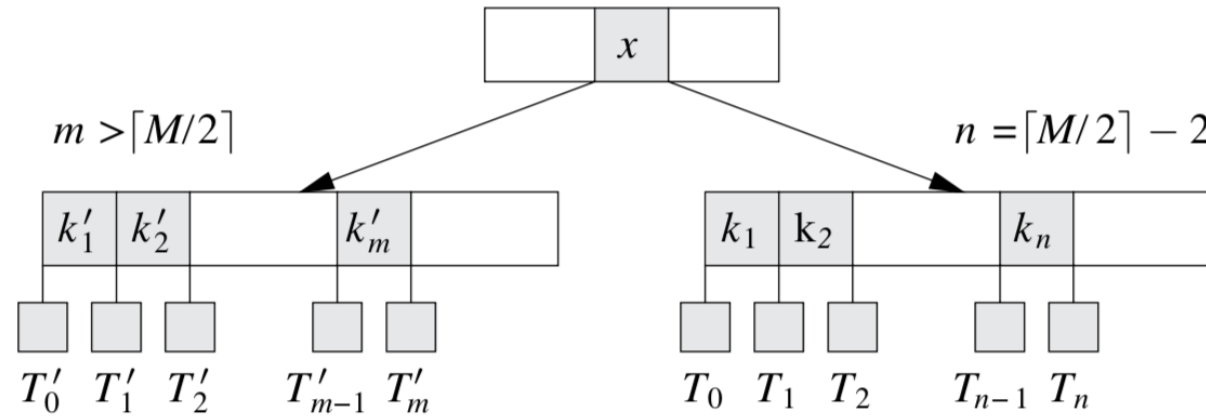 x
m > ⌈M/2⌉
n = ⌈M/2⌉ − 2
k′₁ k′₂ k′ₘ
k₁ k₂ kₙ
T′₀ T′₁ T′₂ T′ₘ₋₁ T′ₘ
T₀ T₁ T₂ Tₙ₋₁ Tₙ